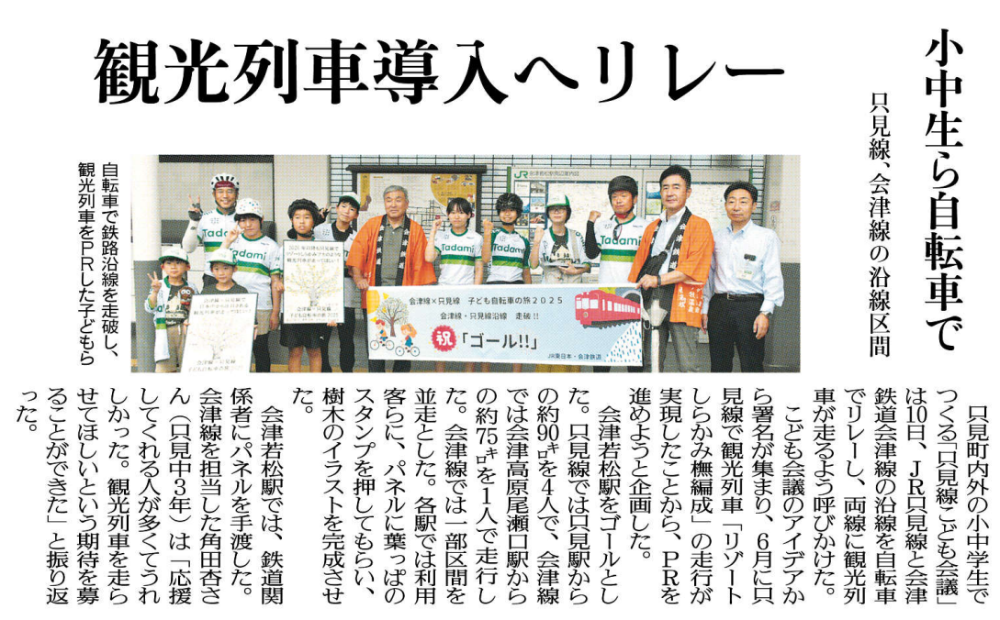 小中生ら自転車で
観光列車導入へリレー
只見線、会津線の沿線区間
自転車で鉄路沿線を走破し、
観光列車をPRした子どもら
JR 会津若松駅周辺案内図
Tadami
Tadami
Tadami
Tadami
Tadami
会津鉄道
会津線×只見線 子ども自転車の旅2025
会津線・只見線沿線 走破!!
祝「ゴール!!」
JR東日本・会津鉄道
只見町内外の小中学生で
つくる「只見線こども会議」
は10日、JR只見線と会津
鉄道会津線の沿線を自転車
でリレーし、両線に観光列
車が走るよう呼びかけた。
こども会議のアイデアか
ら署名が集まり、6月に只
見線で観光列車「リゾート
しらかみ橅編成」の走行が
実現したことから、PRを
進めようと企画した。
会津若松駅をゴールとし
た。只見線では只見駅から
の約90㌔を4人で、会津線
では会津高原尾瀬口駅から
の約75㌔を1人で走行し
た。会津線では一部区間を
並走とした。各駅では利用
客らに、パネルに葉っぱの
スタンプを押してもらい、
樹木のイラストを完成させ
た。
会津若松駅では、鉄道関
係者にパネルを手渡した。
会津線を担当した角田杏さ
ん（只見中3年）は「応援
してくれる人が多くてうれ
しかった。観光列車を走ら
せてほしいという期待を募
ることができた」と振り返
った。